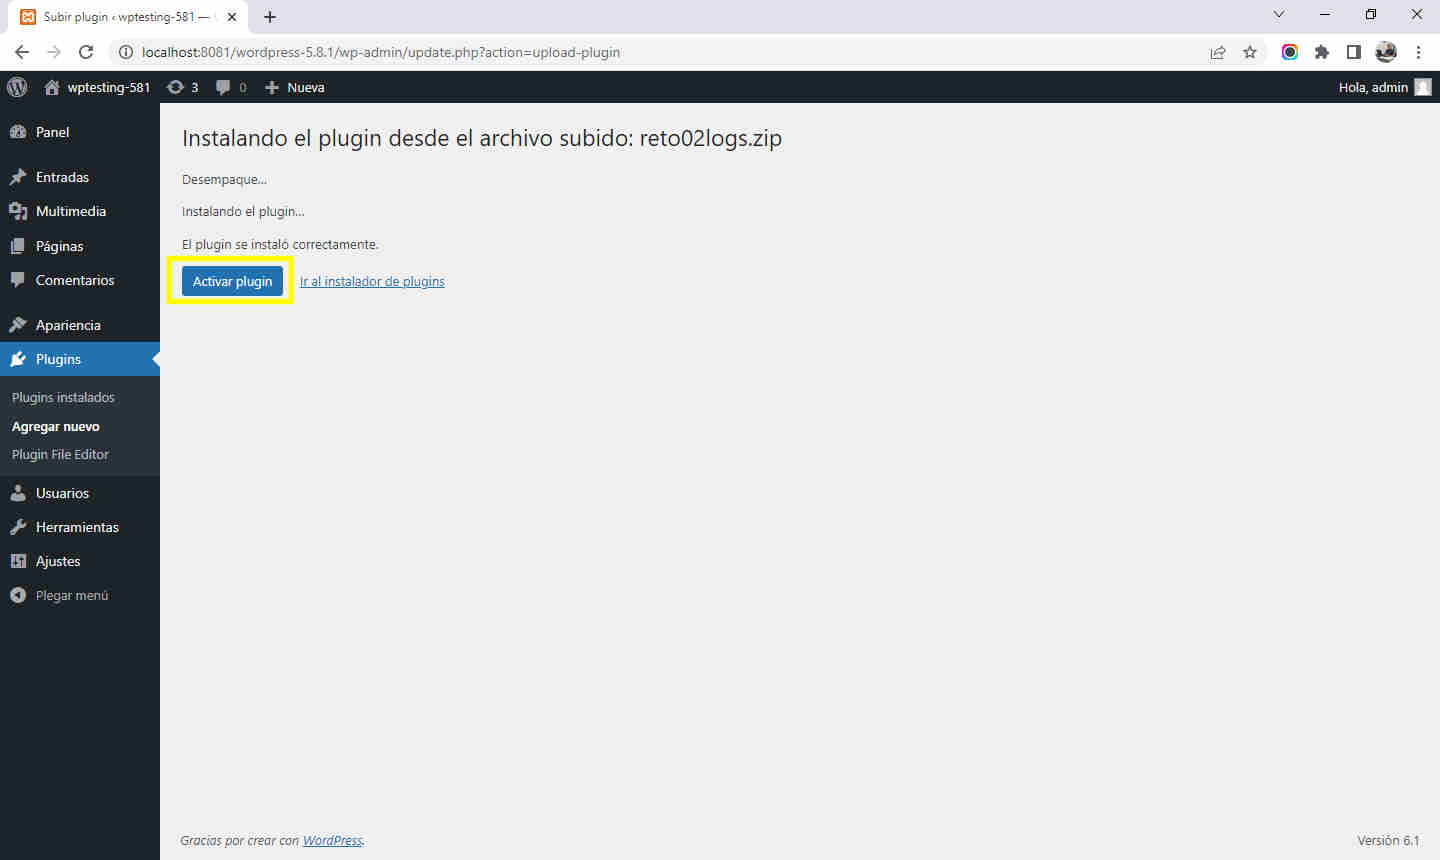 Subir plugin ‹ wptesting-581 —
localhost:8081/wordpress-5.8.1/wp-admin/update.php?action=upload-plugin
wptesting-581 3 0 Nueva Hola, admin
Panel
Entradas
Multimedia
Páginas
Comentarios
Apariencia
Plugins
Plugins instalados
Agregar nuevo
Plugin File Editor
Usuarios
Herramientas
Ajustes
Plegar menú
Instalando el plugin desde el archivo subido: reto02logs.zip
Desempaque...
Instalando el plugin...
El plugin se instaló correctamente.
Activar plugin Ir al instalador de plugins
Gracias por crear con WordPress. Versión 6.1